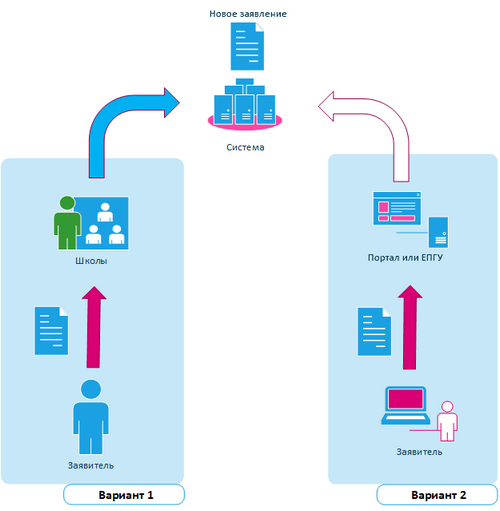 Новое заявление
Система
Школы
Заявитель
Вариант 1
Портал или ЕПГУ
Заявитель
Вариант 2